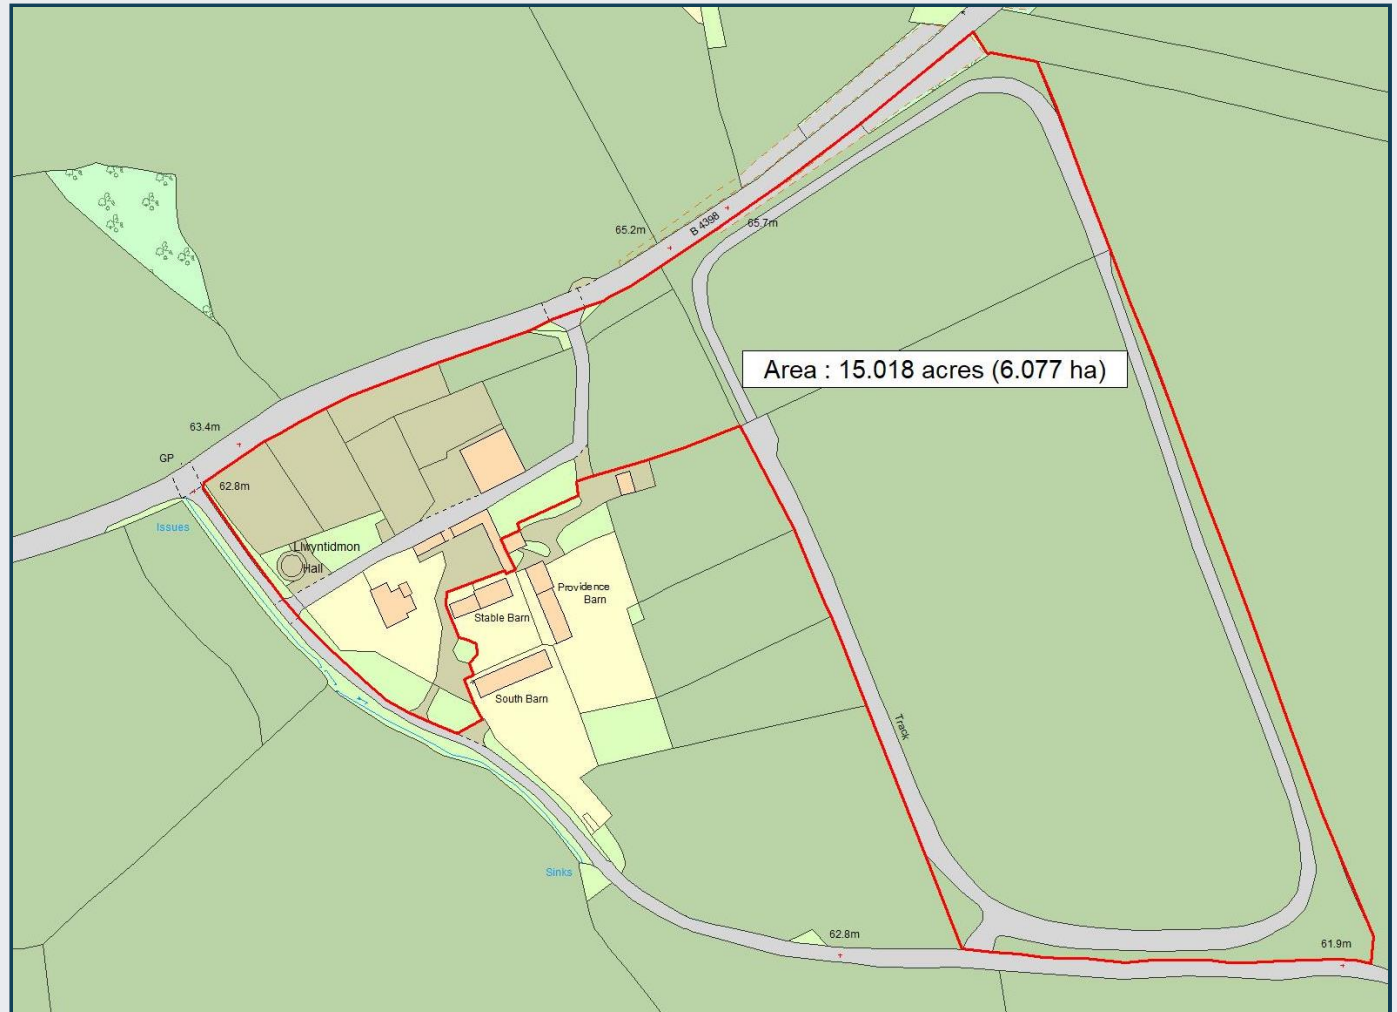 65.2m
B 4398
65.7m
Area : 15.018 acres (6.077 ha)
63.4m
GP
62.8m
Issues
Llwyntidmon
Hall
Providence
Barn
Stable Barn
South Barn
Track
Sinks
62.8m
61.9m